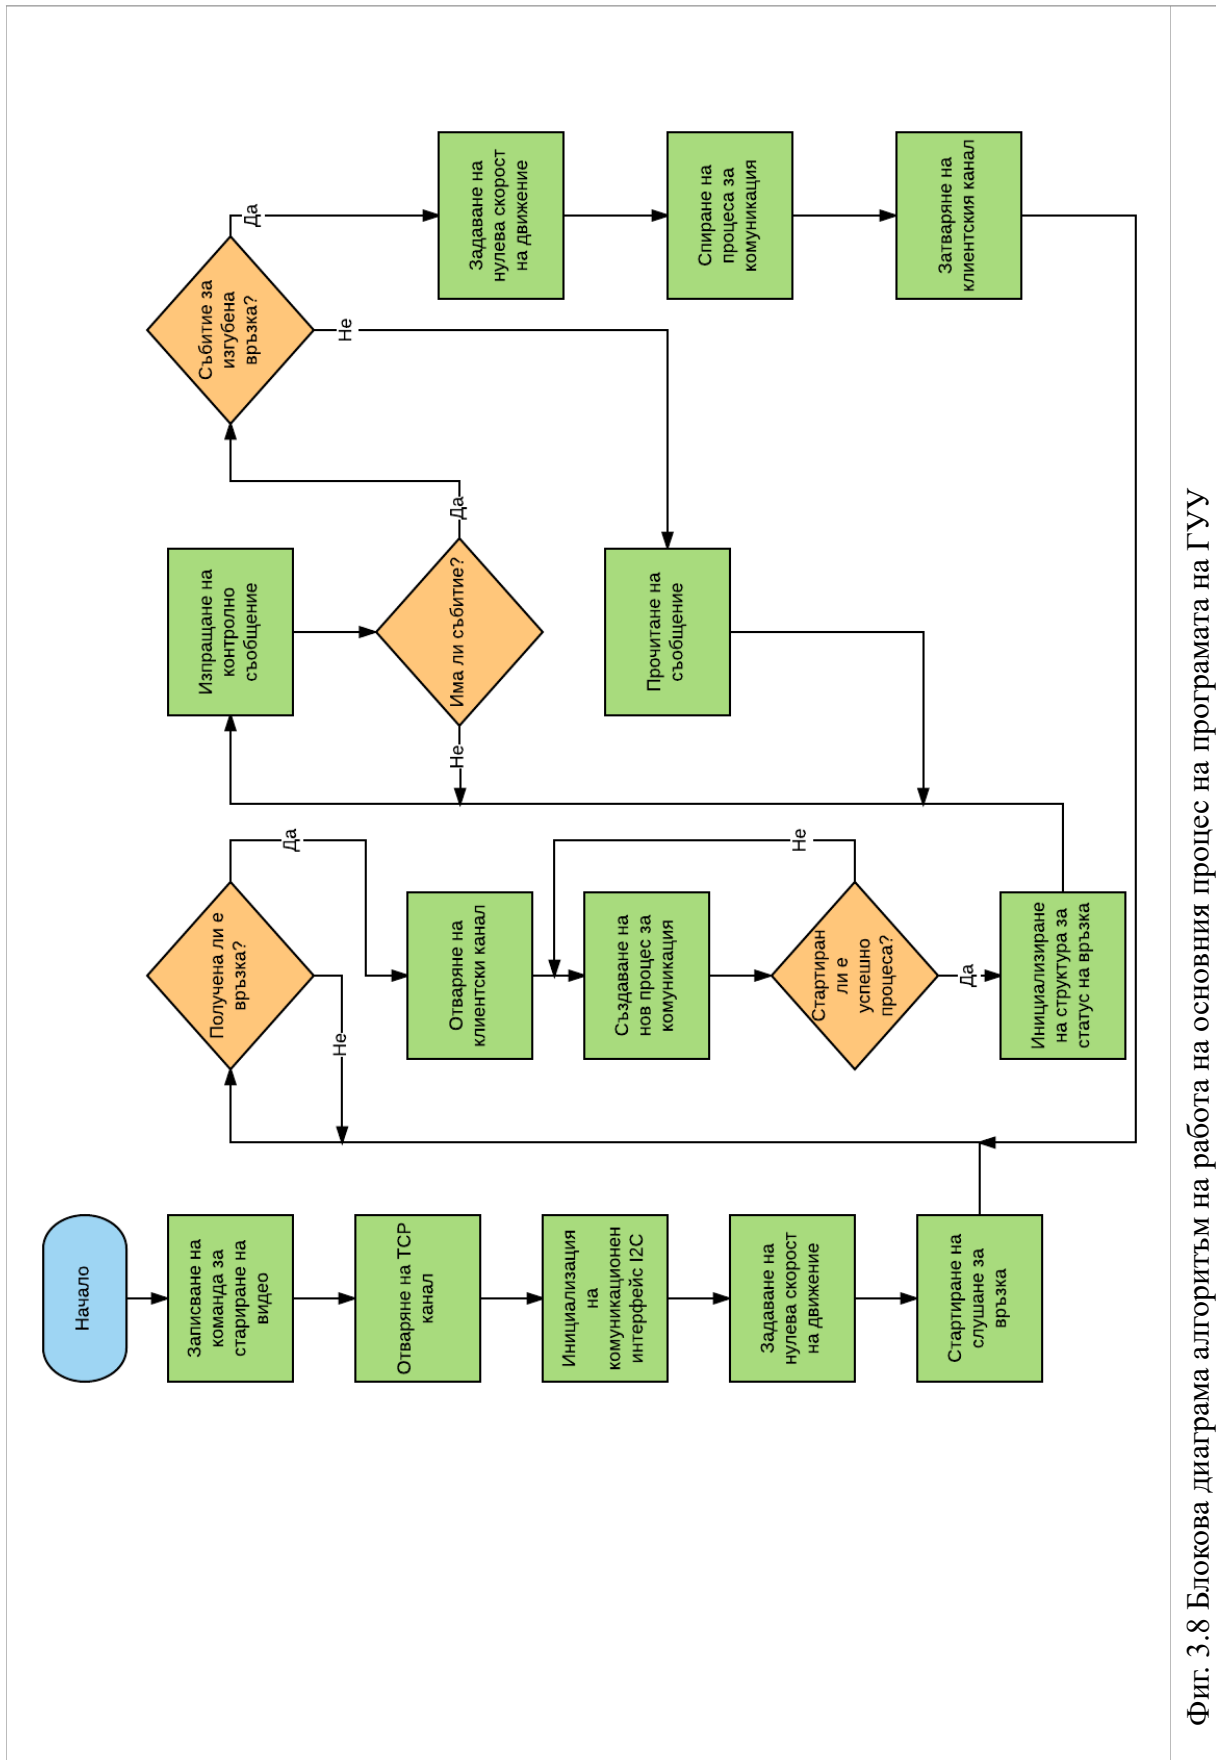 Начало
Записване на
команда за
стариране на
видео
Отваряне на TCP
канал
Инициализация
на
комуникационен
интерфейс I2C
Задаване на
нулева скорост
на движение
Стартиране на
слушане за
връзка
Получена ли е
връзка?
Да
Не
Отваряне на
клиентски канал
Създаване на
нов процес за
комуникация
Стартиран
ли е
успешно
процеса?
Не
Да
Инициализиране
на структура за
статус на връзка
Изпращане на
контролно
съобщение
Има ли събитие?
Не
Да
Прочитане на
съобщение
Събитие за
изгубена
връзка?
Да
Не
Задаване на
нулева скорост
на движение
Спиране на
процеса за
комуникация
Затваряне на
клиентския канал
Фиг. 3.8 Блокова диаграма алгоритъм на работа на основния процес на програмата на ГУУ